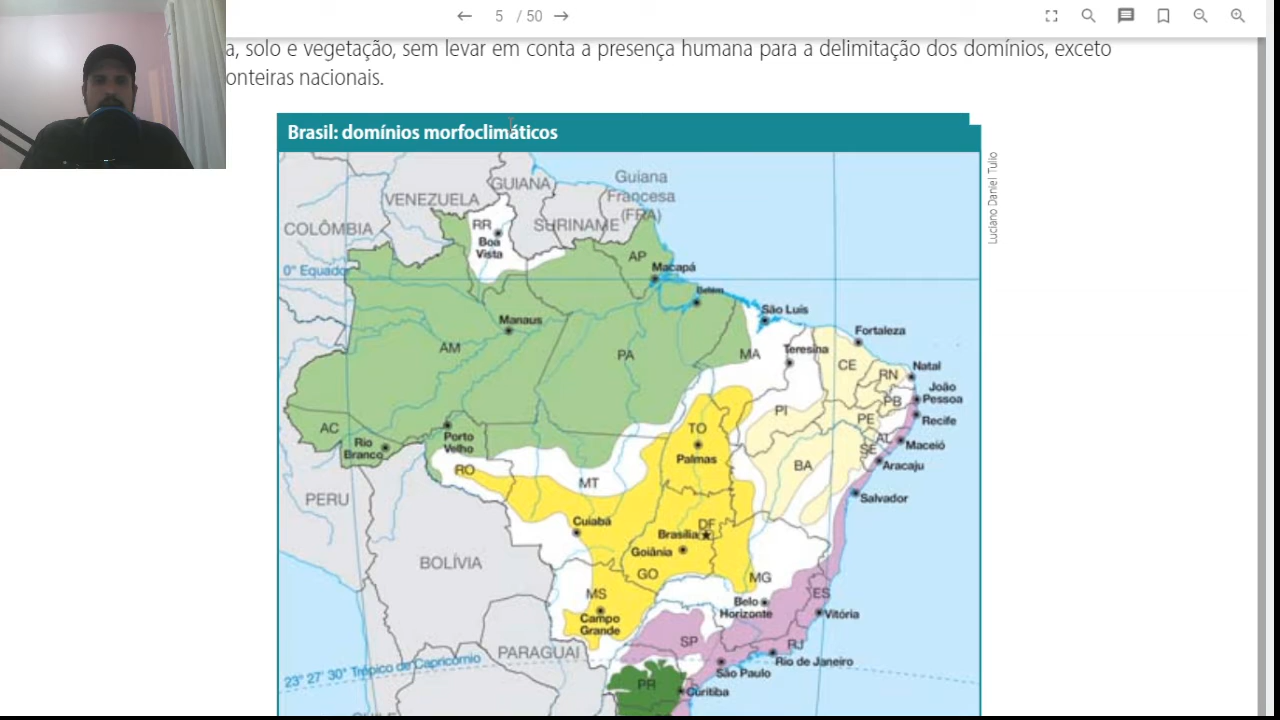 5 / 50
a, solo e vegetação, sem levar em conta a presença humana para a delimitação dos domínios, exceto
onteiras nacionais.
Brasil: domínios morfoclimáticos
Luciano Daniel Tulio
Guiana
Francesa
(FRA)
GUIANA
VENEZUELA
SURINAME
COLÔMBIA
RR
Boa
Vista
AP
Macapá
0° Equado
Belém
São Luís
Manaus
Fortaleza
AM
PA
MA
Teresina
CE
Natal
RN
João
Pessoa
PB
PI
PE
Recife
AC
TO
Rio
Branco
Porto
Velho
AL
Maceió
SE
Palmas
Aracaju
RO
BA
MT
PERU
Salvador
Cuiabá
DF
Brasília
Goiânia
BOLÍVIA
GO
MG
MS
ES
Belo
Horizonte
Vitória
Campo
Grande
SP
RJ
PARAGUAI
Rio de Janeiro
São Paulo
23° 27' 30" Trópico de Capricórnio
PR
Curitiba